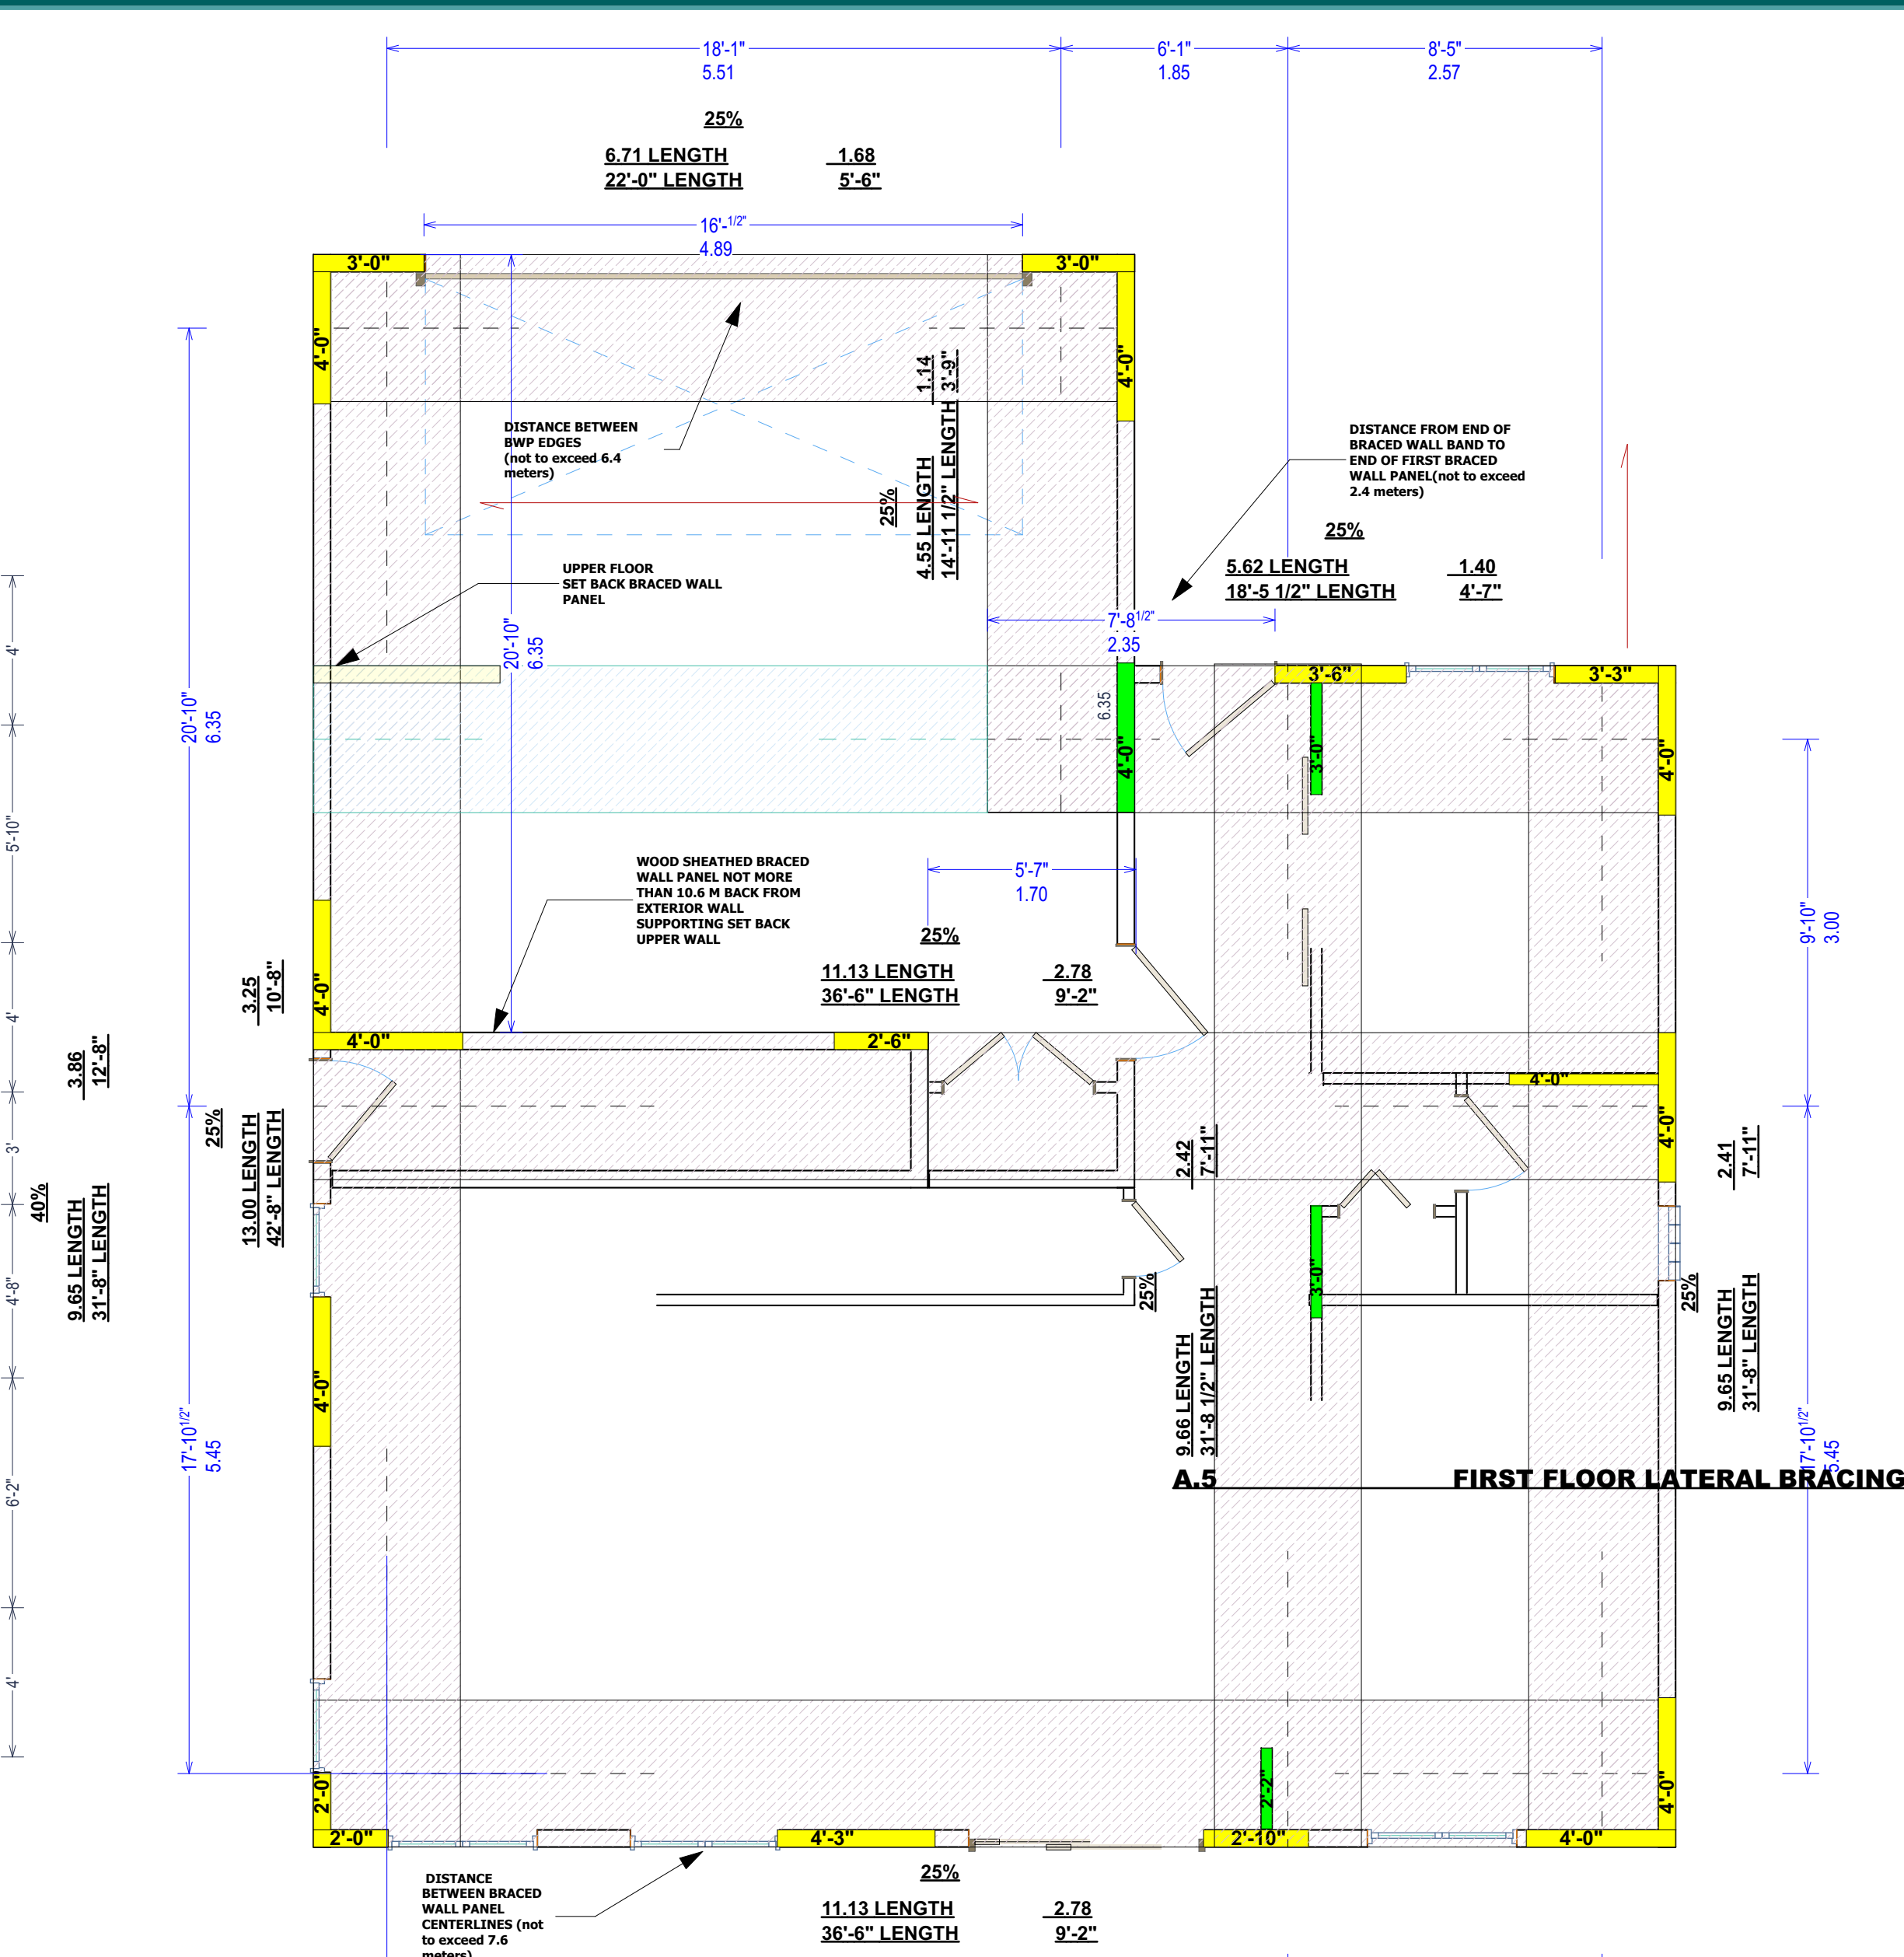 18'-1"
5.51
6'-1"
1.85
8'-5"
2.57
25%
6.71 LENGTH 1.68
22'-0" LENGTH 5'-6"
16'-1/2"
4.89
3'-0"
3'-0"
4'-0"
4'-0"
DISTANCE BETWEEN
BWP EDGES
(not to exceed 6.4
meters)
25%
4.55 LENGTH 1.14
14'-11 1/2" LENGTH 3'-9"
DISTANCE FROM END OF
BRACED WALL BAND TO
END OF FIRST BRACED
WALL PANEL(not to exceed
2.4 meters)
25%
5.62 LENGTH 1.40
18'-5 1/2" LENGTH 4'-7"
UPPER FLOOR
SET BACK BRACED WALL
PANEL
7'-8 1/2"
2.35
20'-10"
6.35
20'-10"
6.35
6.35
3'-6"
3'-3"
4'-0"
3'-0"
4'-0"
9'-10"
3.00
4'
5'-10"
4'
3'
4'-8"
6'-2"
4'
WOOD SHEATHED BRACED
WALL PANEL NOT MORE
THAN 10.6 M BACK FROM
EXTERIOR WALL
SUPPORTING SET BACK
UPPER WALL
5'-7"
1.70
25%
11.13 LENGTH 2.78
36'-6" LENGTH 9'-2"
4'-0"
4'-0"
2'-6"
4'-0"
4'-0"
40%
9.65 LENGTH 3.86
31'-8" LENGTH 12'-8"
25%
13.00 LENGTH 3.25
42'-8" LENGTH 10'-8"
25%
9.66 LENGTH 2.42
31'-8 1/2" LENGTH 7'-11"
3'-0"
25%
9.65 LENGTH 2.41
31'-8" LENGTH 7'-11"
4'-0"
17'-10 1/2"
5.45
17'-10 1/2"
5.45
A.5 FIRST FLOOR LATERAL BRACING
2'-0"
2'-2"
4'-0"
2'-0"
4'-3"
2'-10"
4'-0"
DISTANCE
BETWEEN BRACED
WALL PANEL
CENTERLINES (not
to exceed 7.6
meters)
25%
11.13 LENGTH 2.78
36'-6" LENGTH 9'-2"